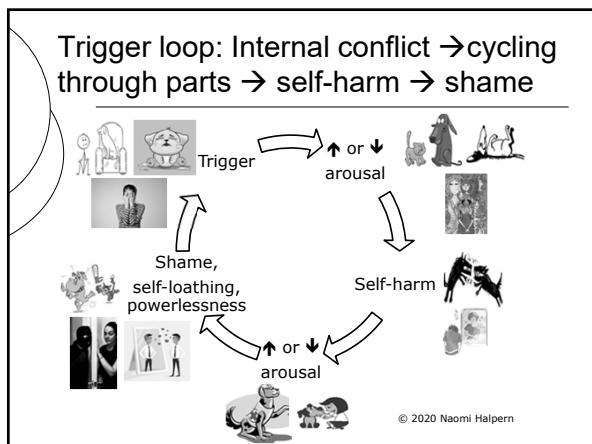 Trigger loop: Internal conflict →cycling
through parts → self-harm → shame
Trigger
↑ or ↓
arousal
Self-harm
↑ or ↓
arousal
Shame,
self-loathing,
powerlessness
© 2020 Naomi Halpern